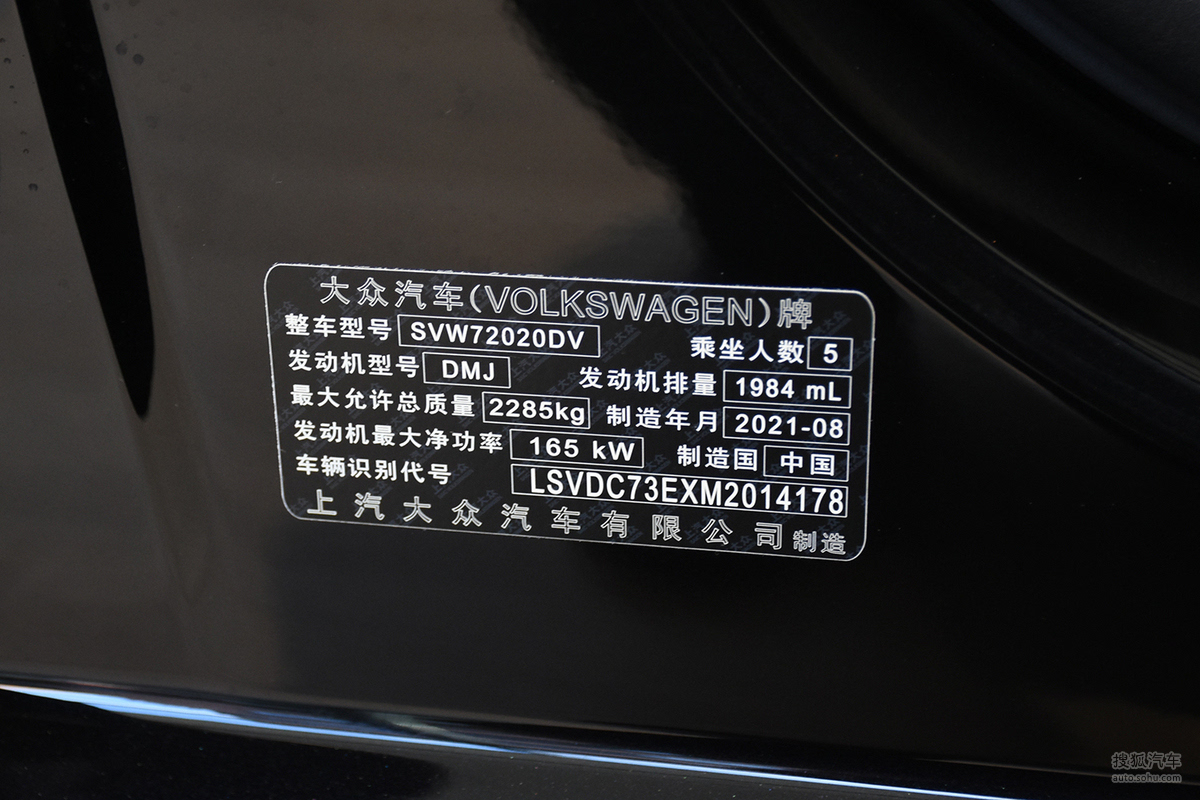 大众汽车(VOLKSWAGEN)牌
整车型号 SVW72020DV 乘坐人数 5
发动机型号 DMJ 发动机排量 1984 mL
最大允许总质量 2285kg 制造年月 2021-08
发动机最大净功率 165 kW 制造国 中国
车辆识别代号 LSVDC73EXM2014178
上汽大众汽车有限公司 制造
搜狐汽车
auto.sohu.com